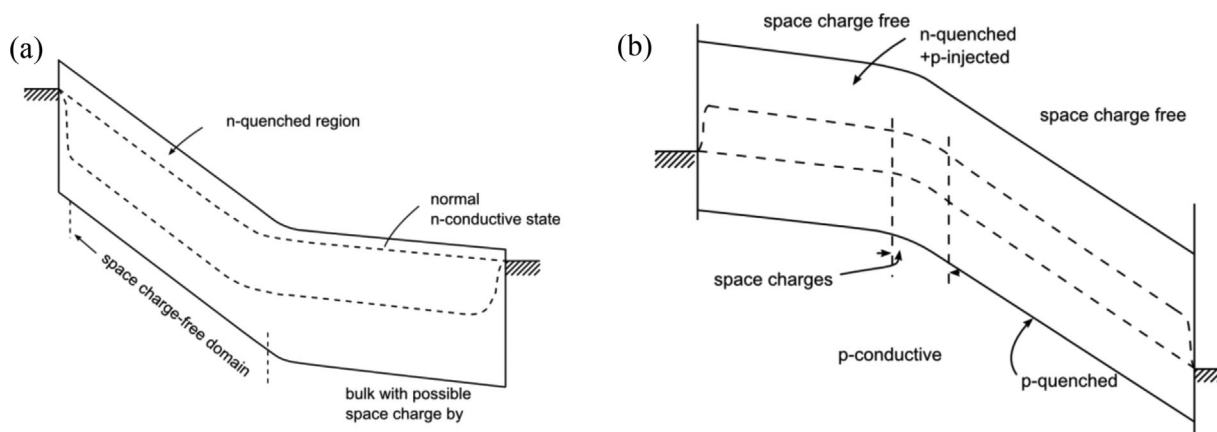 (a)
n-quenched region
normal
n-conductive state
space charge-free domain
bulk with possible
space charge by
(b)
space charge free
n-quenched
+p-injected
space charge free
space charges
p-conductive
p-quenched